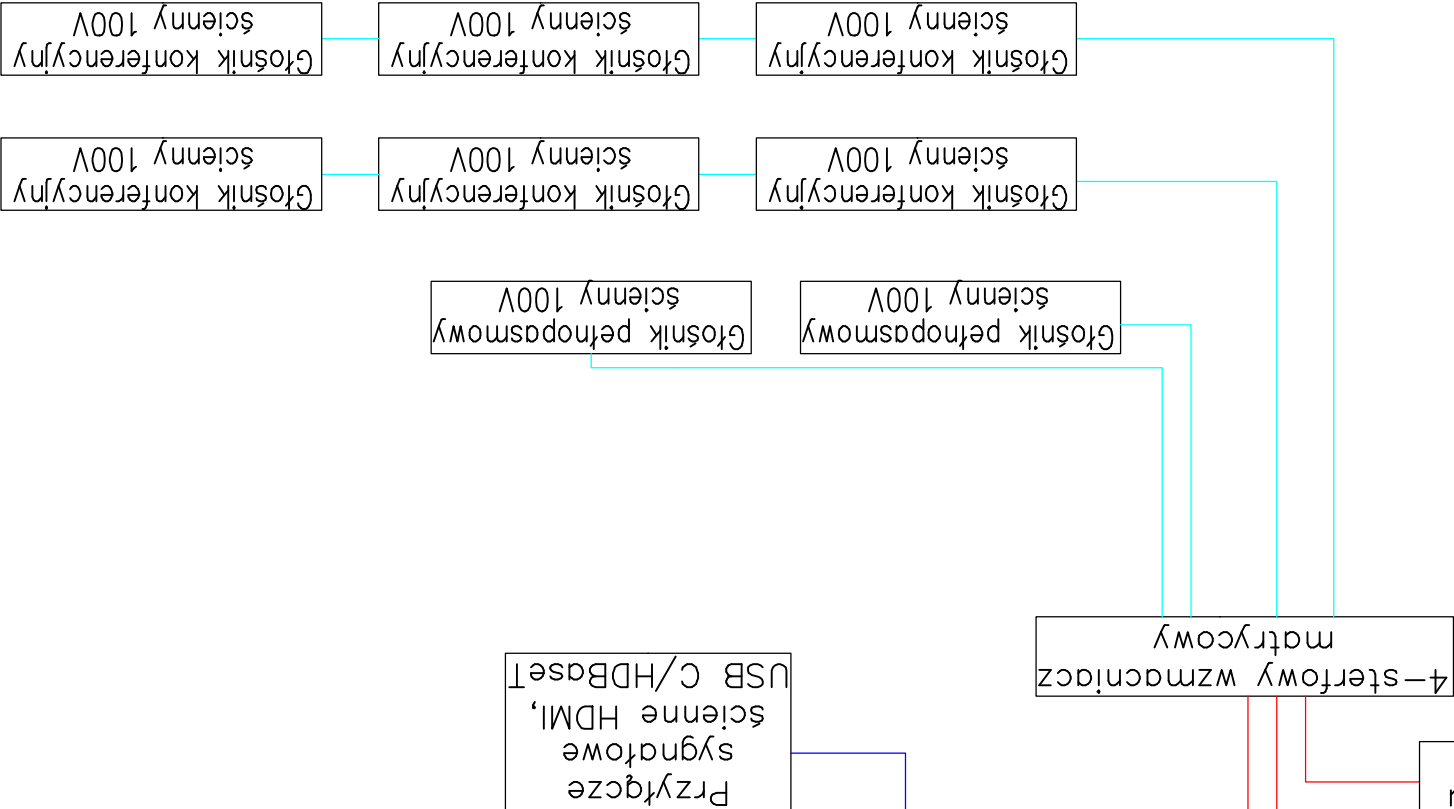 Przyłącze
sygnałowe
ścienne HDMI,
USB C/HDBaseT
4-sterfowy wzmacniacz
matrycowy
Głośnik pełnopasmowy
ścienny 100V
Głośnik pełnopasmowy
ścienny 100V
Głośnik konferencyjny
ścienny 100V
Głośnik konferencyjny
ścienny 100V
Głośnik konferencyjny
ścienny 100V
Głośnik konferencyjny
ścienny 100V
Głośnik konferencyjny
ścienny 100V
Głośnik konferencyjny
ścienny 100V